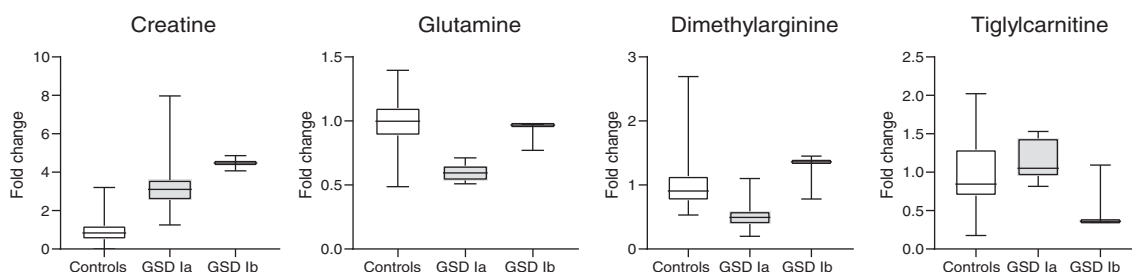 Creatine
Fold change
10
8
6
4
2
0
Controls GSD Ia GSD Ib
Glutamine
Fold change
1.5
1.0
0.5
0.0
Controls GSD Ia GSD Ib
Dimethylarginine
Fold change
3
2
1
0
Controls GSD Ia GSD Ib
Tiglylcarnitine
Fold change
2.5
2.0
1.5
1.0
0.5
0.0
Controls GSD Ia GSD Ib